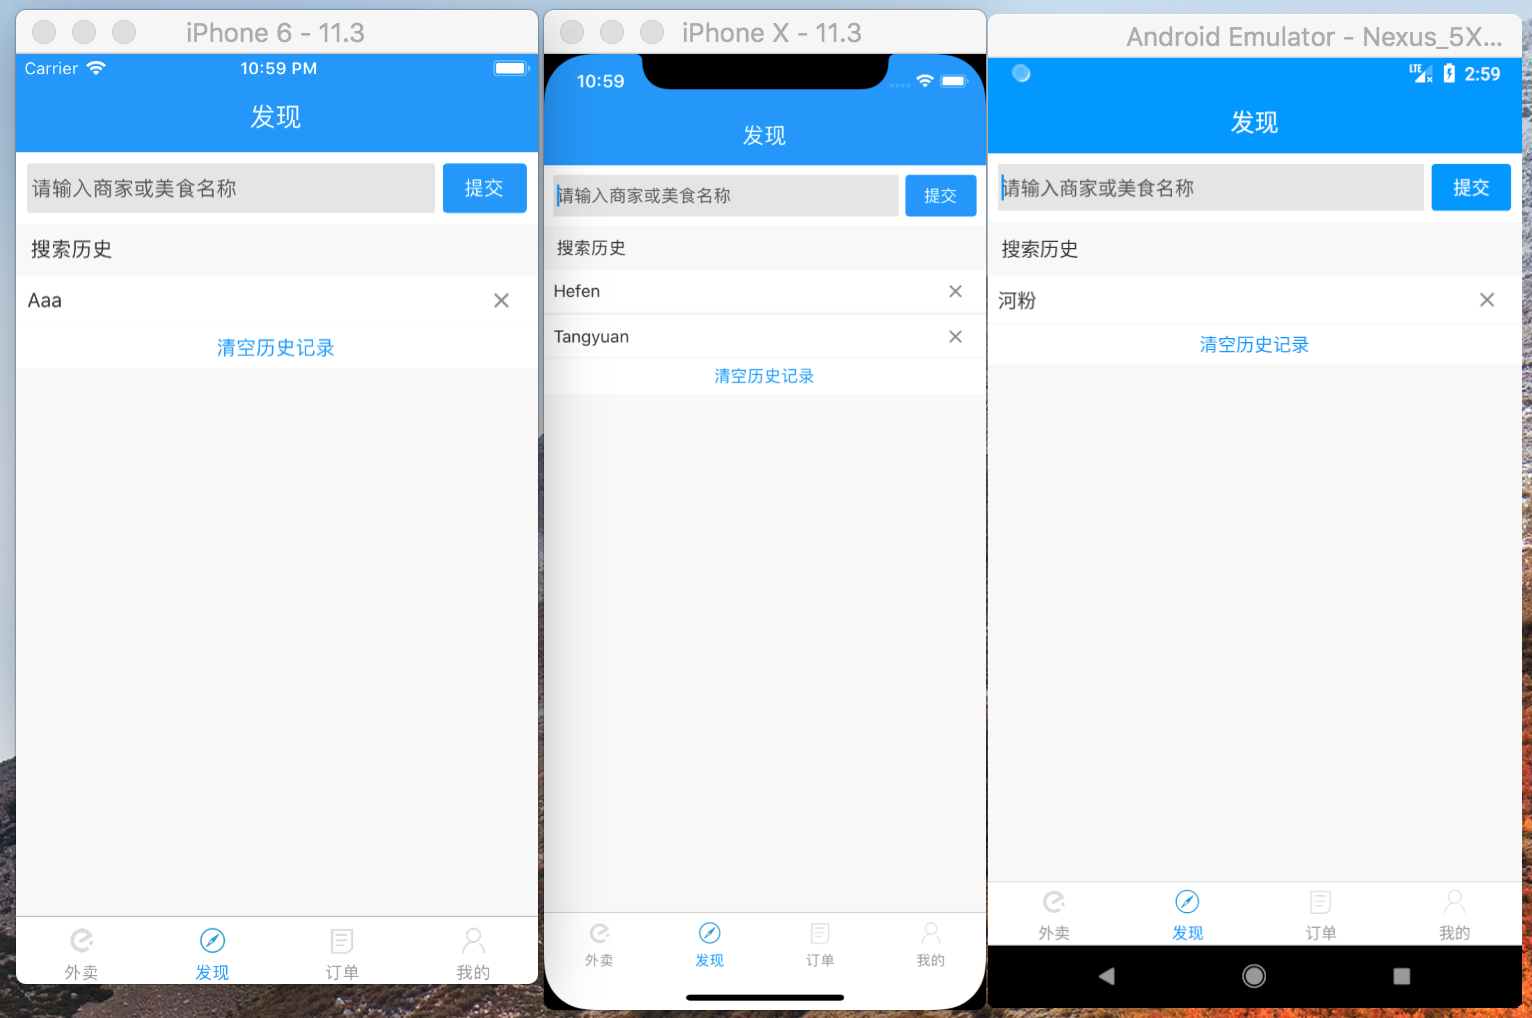 iPhone 6 - 11.3
Carrier 10:59 PM
发现
请输入商家或美食名称 提交
搜索历史
Aaa
清空历史记录
外卖 发现 订单 我的
iPhone X - 11.3
10:59
发现
请输入商家或美食名称 提交
搜索历史
Hefen
Tangyuan
清空历史记录
外卖 发现 订单 我的
Android Emulator - Nexus_5X...
LTE 2:59
发现
请输入商家或美食名称 提交
搜索历史
河粉
清空历史记录
外卖 发现 订单 我的